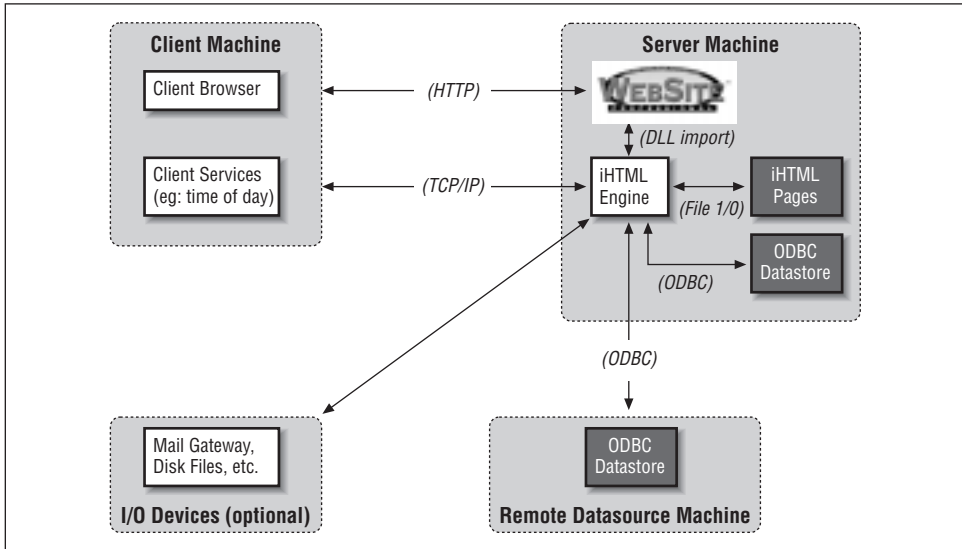 Client Machine
Client Browser
Client Services
(eg: time of day)
(HTTP)
(TCP/IP)
Server Machine
WEBSITE
PROFESSIONAL
(DLL import)
iHTML
Engine
(File 1/0)
iHTML
Pages
(ODBC)
ODBC
Datastore
(ODBC)
Mail Gateway,
Disk Files, etc.
I/O Devices (optional)
ODBC
Datastore
Remote Datasource Machine